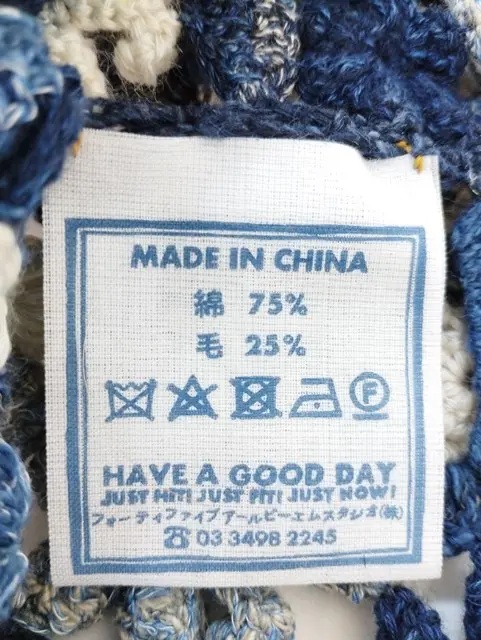 MADE IN CHINA
綿 75%
毛 25%
F
HAVE A GOOD DAY
JUST HIT! JUST FIT! JUST NOW!
フォーティファイブアールピーエムスタジオ(株)
☎ 03 3498 2245